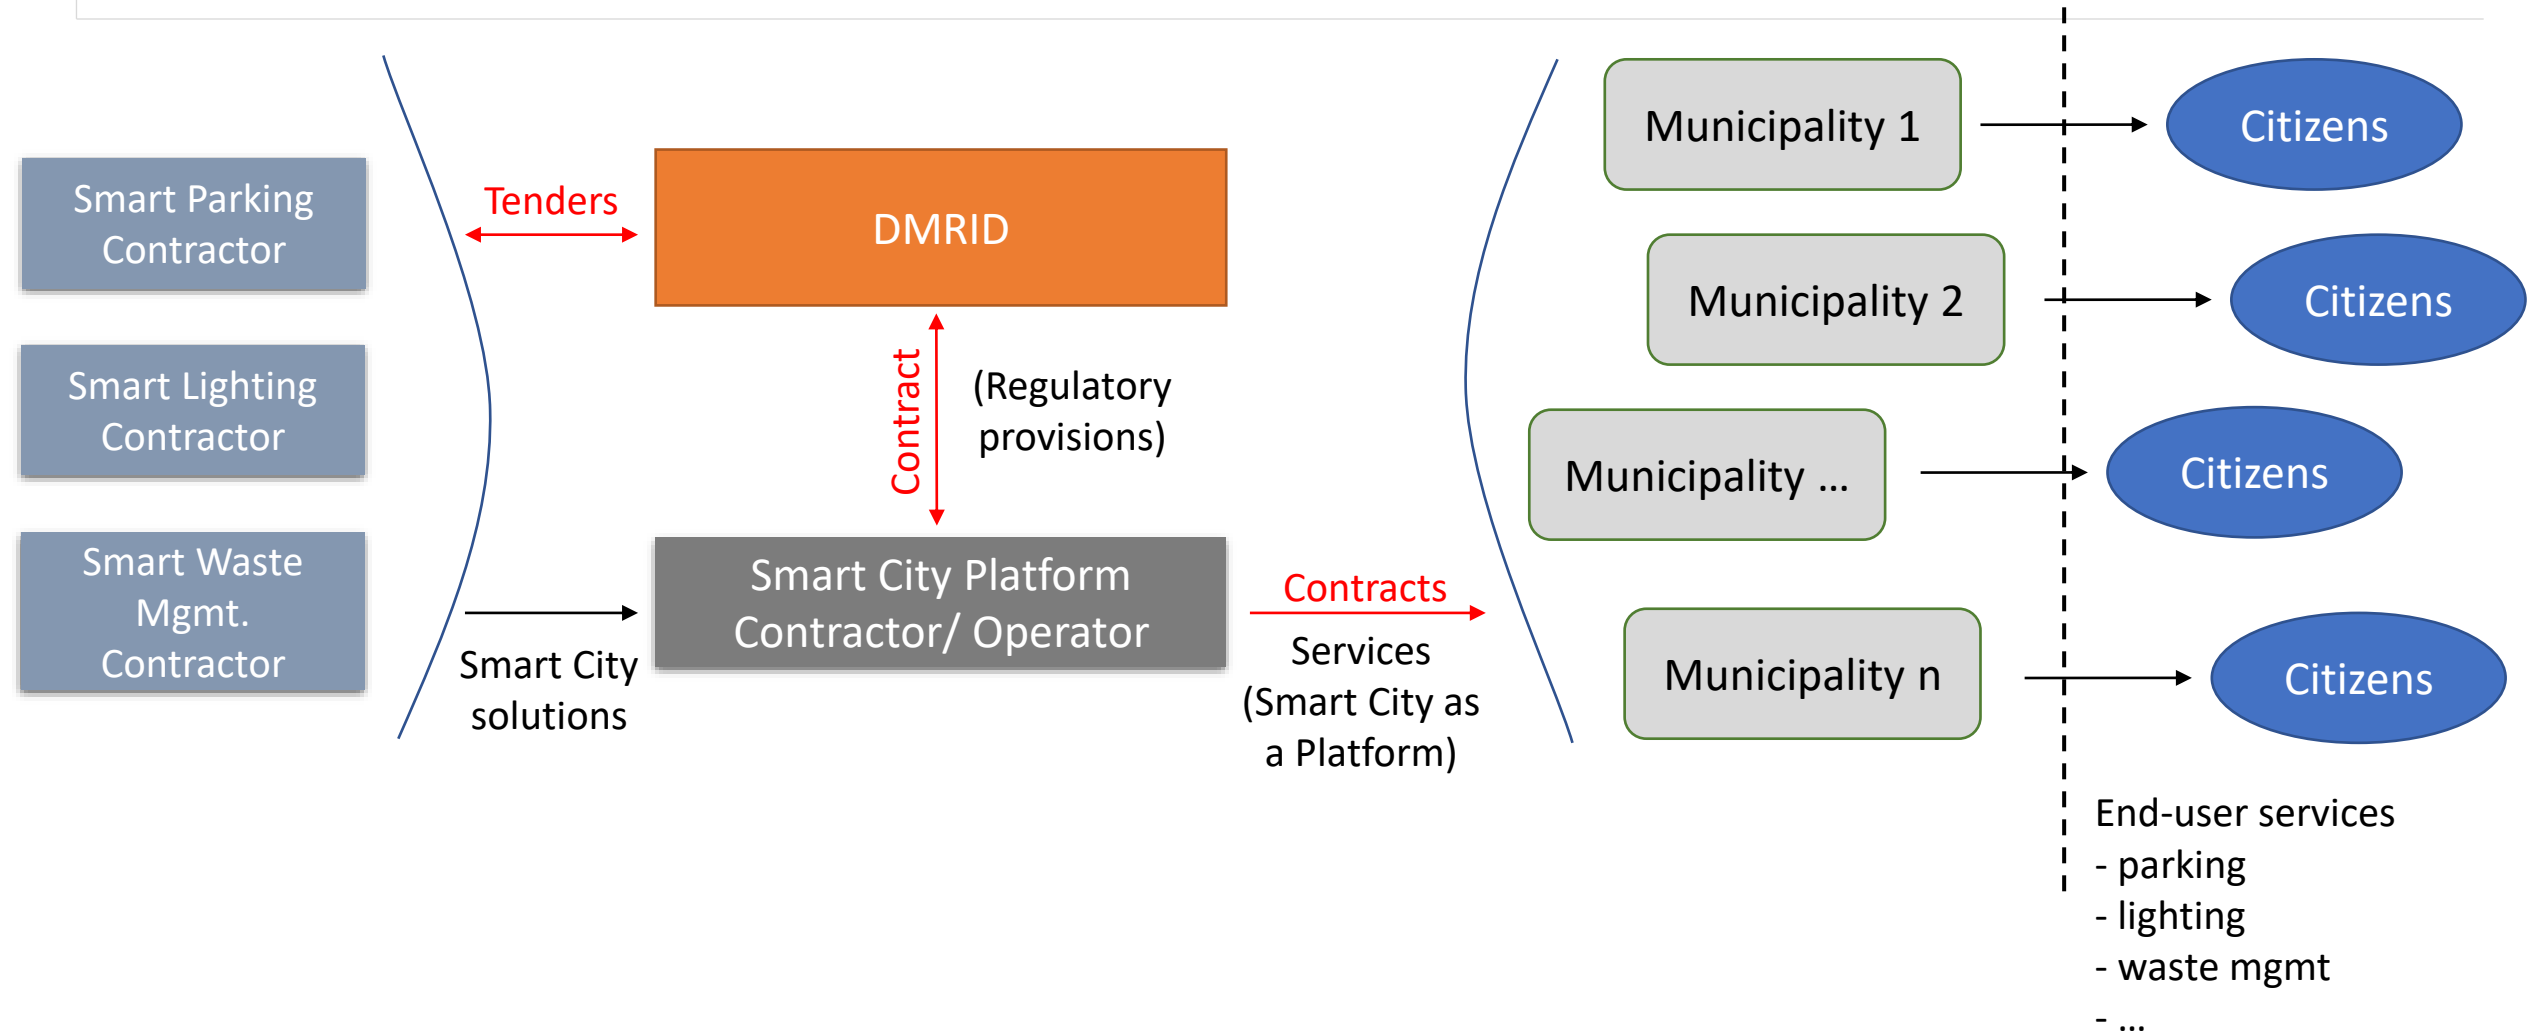 Smart Parking
Contractor
Smart Lighting
Contractor
Smart Waste
Mgmt.
Contractor
Tenders
DMRID
Contract
(Regulatory
provisions)
Smart City
solutions
Smart City Platform
Contractor/ Operator
Contracts
Services
(Smart City as
a Platform)
Municipality 1
Citizens
Municipality 2
Citizens
Municipality ...
Citizens
Municipality n
Citizens
End-user services
- parking
- lighting
- waste mgmt
- ...